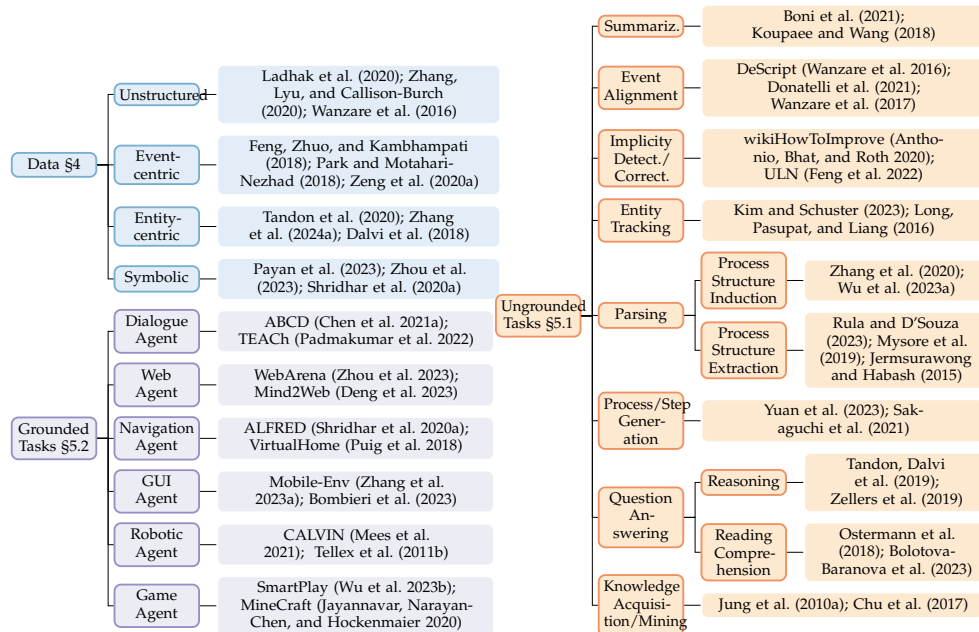 Data §4
Unstructured
Ladhak et al. (2020); Zhang,
Lyu, and Callison-Burch
(2020); Wanzare et al. 2016)
Event-
centric
Feng, Zhuo, and Kambhampati
(2018); Park and Motahari-
Nezhad (2018); Zeng et al. 2020a)
Entity-
centric
Tandon et al. (2020); Zhang
et al. (2024a); Dalvi et al. 2018)
Symbolic
Payan et al. (2023); Zhou et al.
(2023); Shridhar et al. 2020a)
Grounded
Tasks §5.2
Dialogue
Agent
ABCD (Chen et al. 2021a);
TEACh (Padmakumar et al. 2022)
Web
Agent
WebArena (Zhou et al. 2023);
Mind2Web (Deng et al. 2023)
Navigation
Agent
ALFRED (Shridhar et al. 2020a);
VirtualHome (Puig et al. 2018)
GUI
Agent
Mobile-Env (Zhang et al.
2023a); Bombieri et al. (2023)
Robotic
Agent
CALVIN (Mees et al.
2021); Tellex et al. (2011b)
Game
Agent
SmartPlay (Wu et al. 2023b);
MineCraft (Jayannavar, Narayan-
Chen, and Hockenmaier 2020)
Ungrounded
Tasks §5.1
Summariz.
Boni et al. (2021);
Koupaee and Wang (2018)
Event
Alignment
DeScript (Wanzare et al. 2016);
Donatelli et al. (2021);
Wanzare et al. (2017)
Implicity
Detect./
Correct.
wikiHowToImprove (Antho-
nio, Bhat, and Roth 2020);
ULN (Feng et al. 2022)
Entity
Tracking
Kim and Schuster (2023); Long,
Pasupat, and Liang (2016)
Parsing
Process
Structure
Induction
Zhang et al. (2020);
Wu et al. (2023a)
Process
Structure
Extraction
Rula and D'Souza
(2023); Mysore et al.
(2019); Jermsurawong
and Habash (2015)
Process/Step
Gener-
ation
Yuan et al. (2023); Sak-
aguchi et al. (2021)
Question
An-
swering
Reasoning
Tandon, Dalvi
et al. (2019);
Zellers et al. (2019)
Reading
Compre-
hension
Ostermann et al.
(2018); Bolotova-
Baranova et al. (2023)
Knowledge
Acquisi-
tion/Mining
Jung et al. (2010a); Chu et al. (2017)